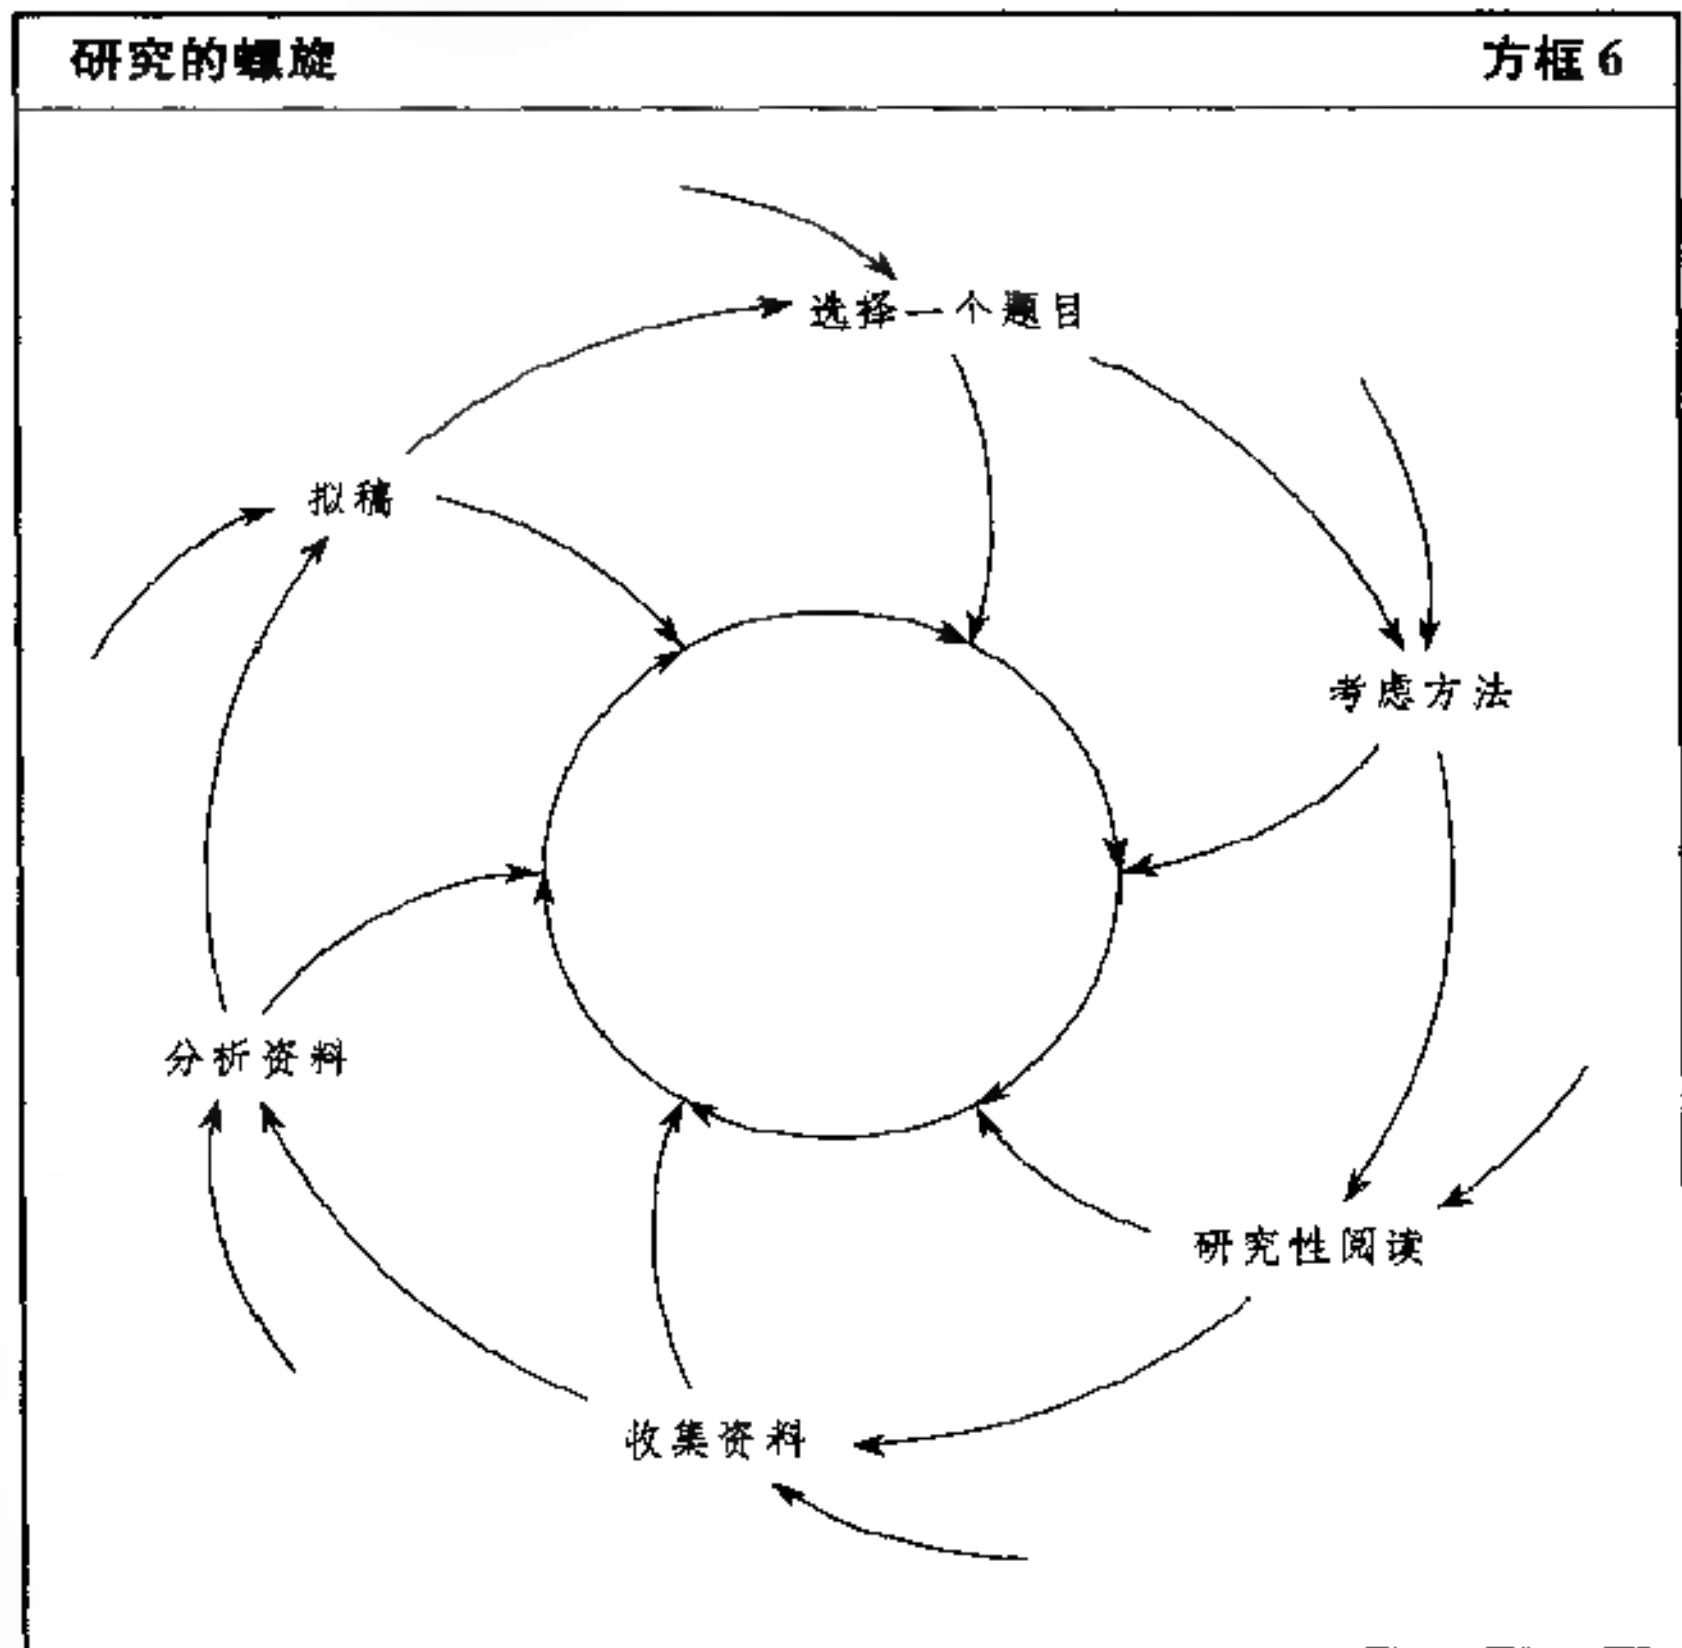 研究的螺旋
方框 6
选择一个题目
拟稿
考虑方法
分析资料
研究性阅读
收集资料